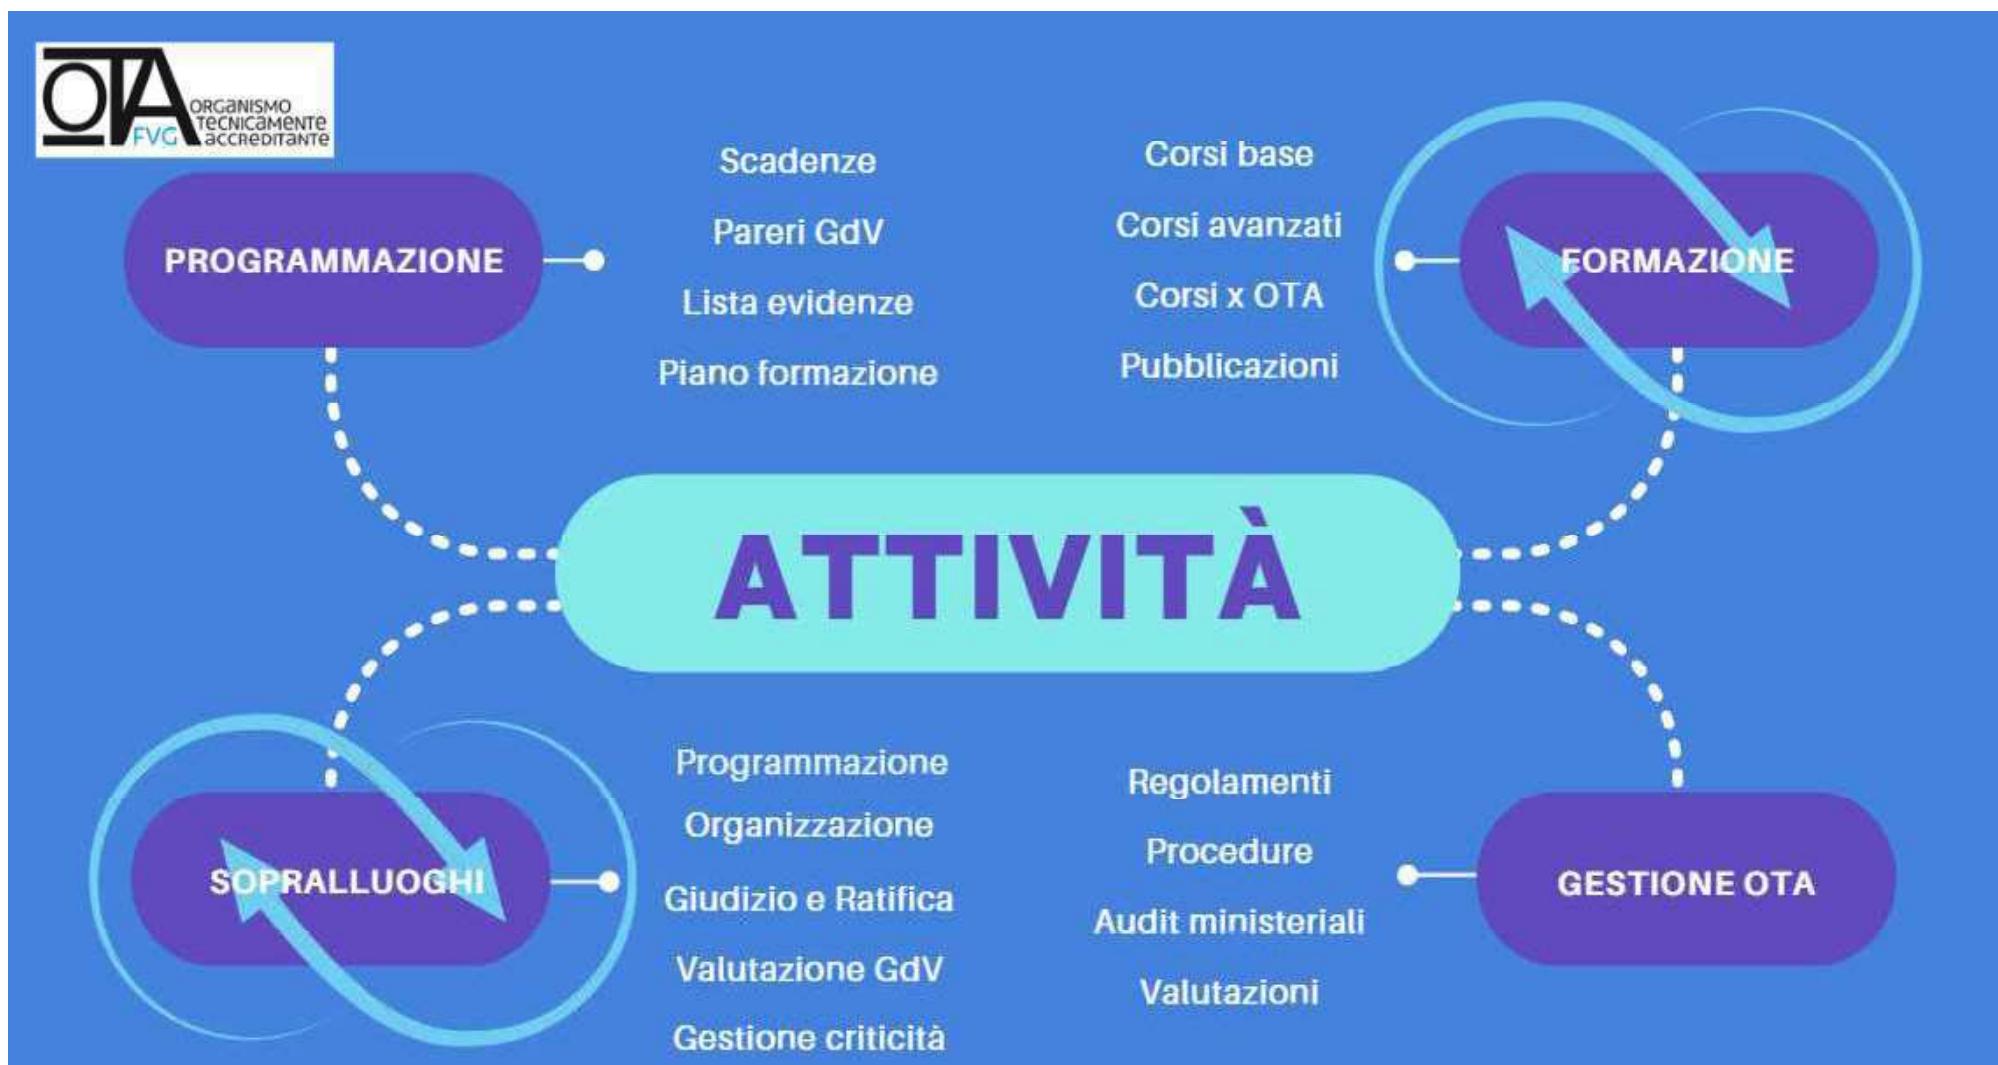 OTA
FVG
ORGANISMO
TECNICAMENTE
ACCREDITANTE
PROGRAMMAZIONE
Scadenze
Pareri GdV
Lista evidenze
Piano formazione
Corsi base
Corsi avanzati
Corsi x OTA
Pubblicazioni
FORMAZIONE
ATTIVITÀ
SOPRALLUOGHI
Programmazione
Organizzazione
Giudizio e Ratifica
Valutazione GdV
Gestione criticità
Regolamenti
Procedure
Audit ministeriali
Valutazioni
GESTIONE OTA